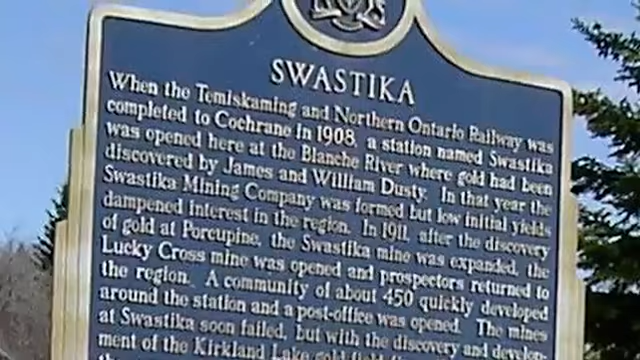 SWASTIKA
When the Temiskaming and Northern Ontario Railway was
completed to Cochrane in 1908, a station named Swastika
was opened here at the Blanche River where gold had been
discovered by James and William Dusty. In that year the
Swastika Mining Company was formed but low initial yields
dampened interest in the region. In 1911, after the discovery
of gold at Porcupine, the Swastika mine was expanded, the
Lucky Cross mine was opened and prospectors returned to
the region. A community of about 450 quickly developed
around the station and a post-office was opened. The mines
at Swastika soon failed, but with the discovery and develop-
ment of the Kirkland Lake gold